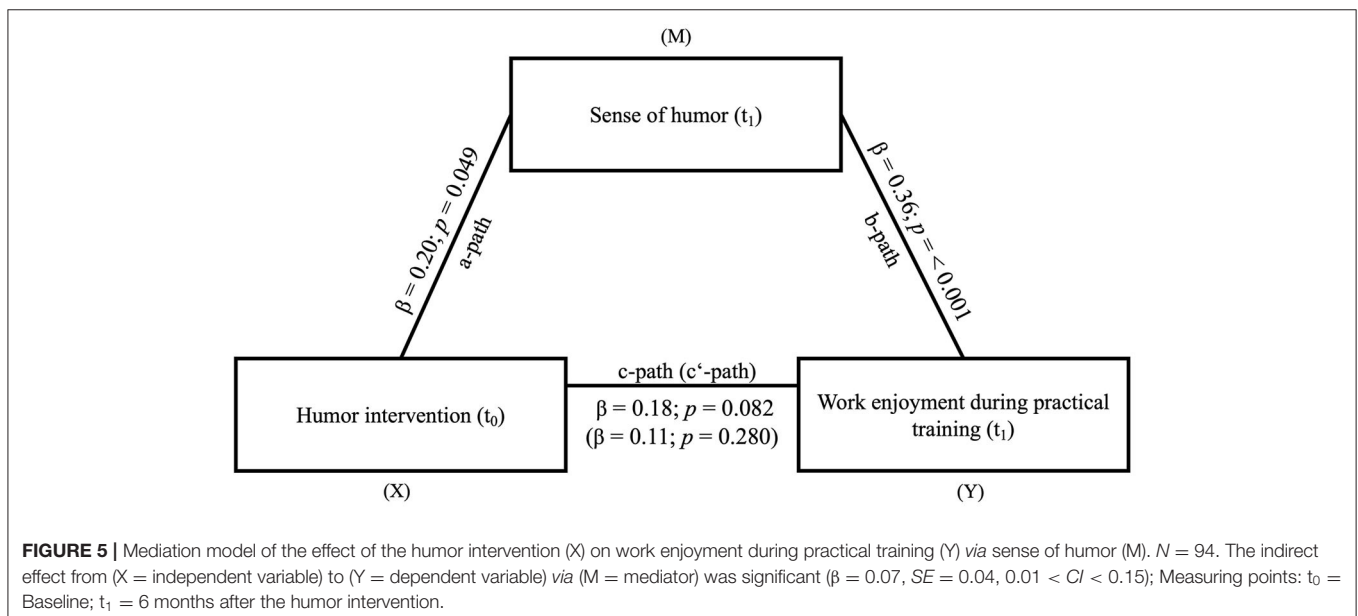 (M)
Sense of humor (t₁)
β = 0.20; p = 0.049
a-path
β = 0.36; p = < 0.001
b-path
c-path (c‘-path)
β = 0.18; p = 0.082
(β = 0.11; p = 0.280)
Humor intervention (t₀)
Work enjoyment during practical
training (t₁)
(X)
(Y)
FIGURE 5 | Mediation model of the effect of the humor intervention (X) on work enjoyment during practical training (Y) via sense of humor (M). N = 94. The indirect
effect from (X = independent variable) to (Y = dependent variable) via (M = mediator) was significant (β = 0.07, SE = 0.04, 0.01 < CI < 0.15); Measuring points: t₀ =
Baseline; t₁ = 6 months after the humor intervention.